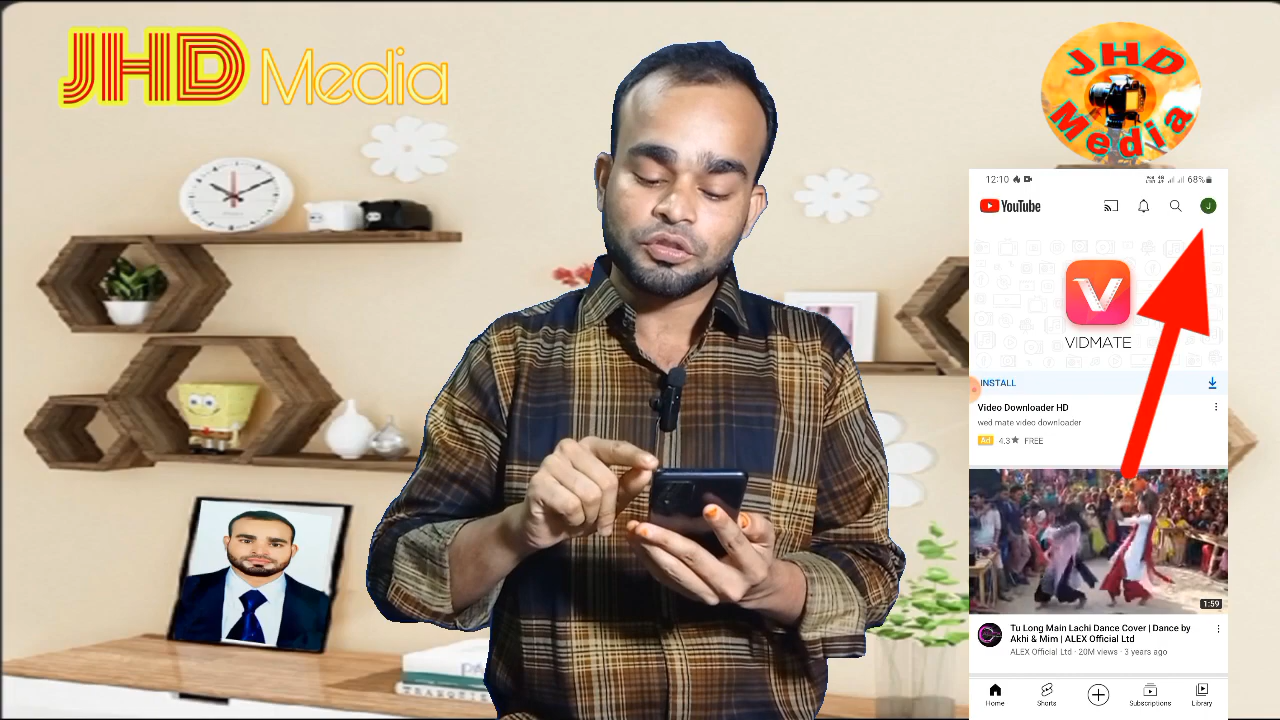 JHD Media
JHD
Media
12:10
68%
YouTube
J
VIDMATE
INSTALL
Video Downloader HD
wed mate video downloader
Ad 4.3★ FREE
1:59
Tu Long Main Lachi Dance Cover | Dance by
Akhi & Mim | ALEX Official Ltd
ALEX Official Ltd · 20M views · 3 years ago
Home
Shorts
Subscriptions
Library